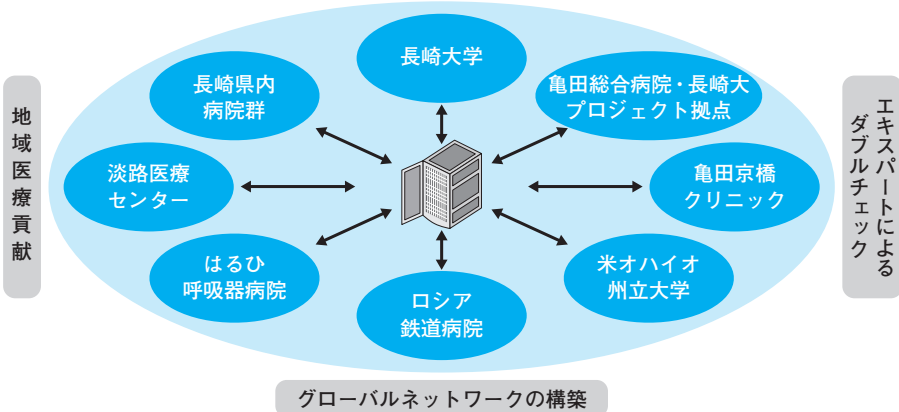 長崎大学
長崎県内
病院群
亀田総合病院・長崎大
プロジェクト拠点
地域医療貢献
淡路医療
センター
亀田京橋
クリニック
エキスパートによる
ダブルチェック
はるひ
呼吸器病院
米オハイオ
州立大学
ロシア
鉄道病院
グローバルネットワークの構築